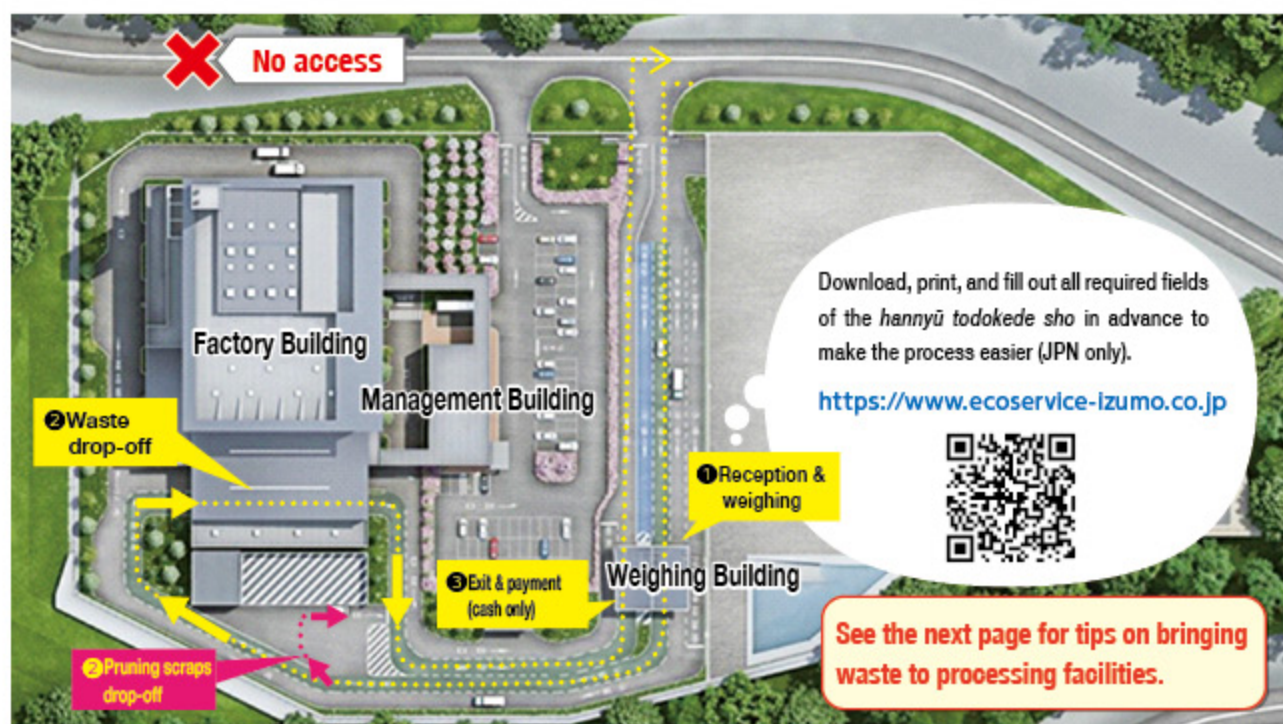 No access
Download, print, and fill out all required fields
of the hannyū todokede sho in advance to
make the process easier (JPN only).
https://www.ecoservice-izumo.co.jp
Factory Building
Management Building
❷Waste
drop-off
❶Reception &
weighing
❸Exit & payment
(cash only)
Weighing Building
❷Pruning scraps
drop-off
See the next page for tips on bringing
waste to processing facilities.